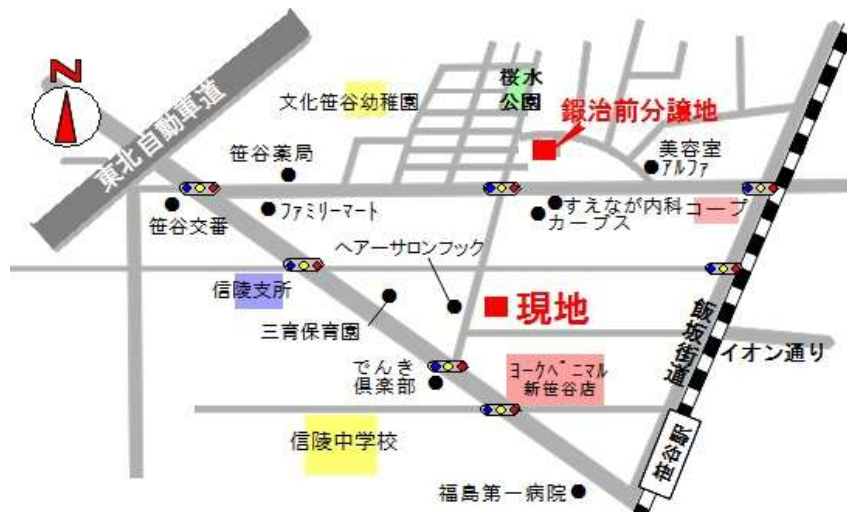 N
東北自動車道
文化笹谷幼稚園
桜水
公園
鍜治前分譲地
笹谷薬局
美容室
アルファ
笹谷交番
ファミリーマート
すえなが内科
カーブス
コープ
ヘアーサロンフック
信陵支所
三育保育園
現地
飯坂街道
イオン通り
でんき
倶楽部
ヨークベニマル
新笹谷店
信陵中学校
笹谷駅
福島第一病院